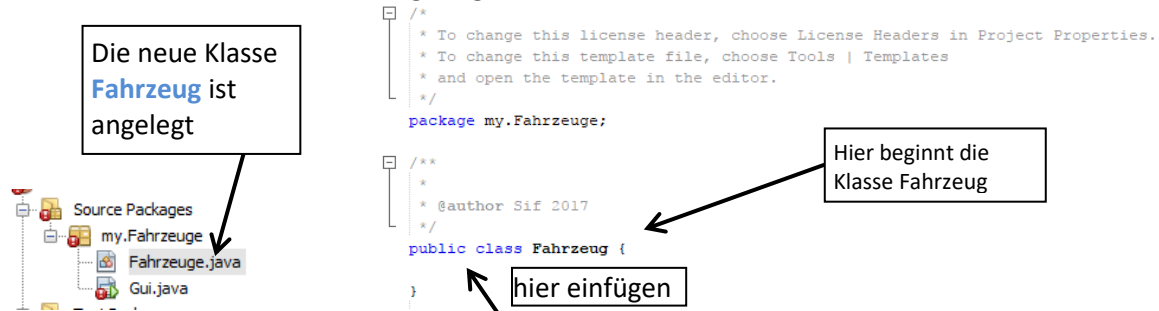 Die neue Klasse
Fahrzeug ist
angelegt
Source Packages
my.Fahrzeuge
Fahrzeuge.java
Gui.java
/*
* To change this license header, choose License Headers in Project Properties.
* To change this template file, choose Tools | Templates
* and open the template in the editor.
*/
package my.Fahrzeuge;
/**
*
* @author Sif 2017
*/
public class Fahrzeug {
}
Hier beginnt die
Klasse Fahrzeug
hier einfügen